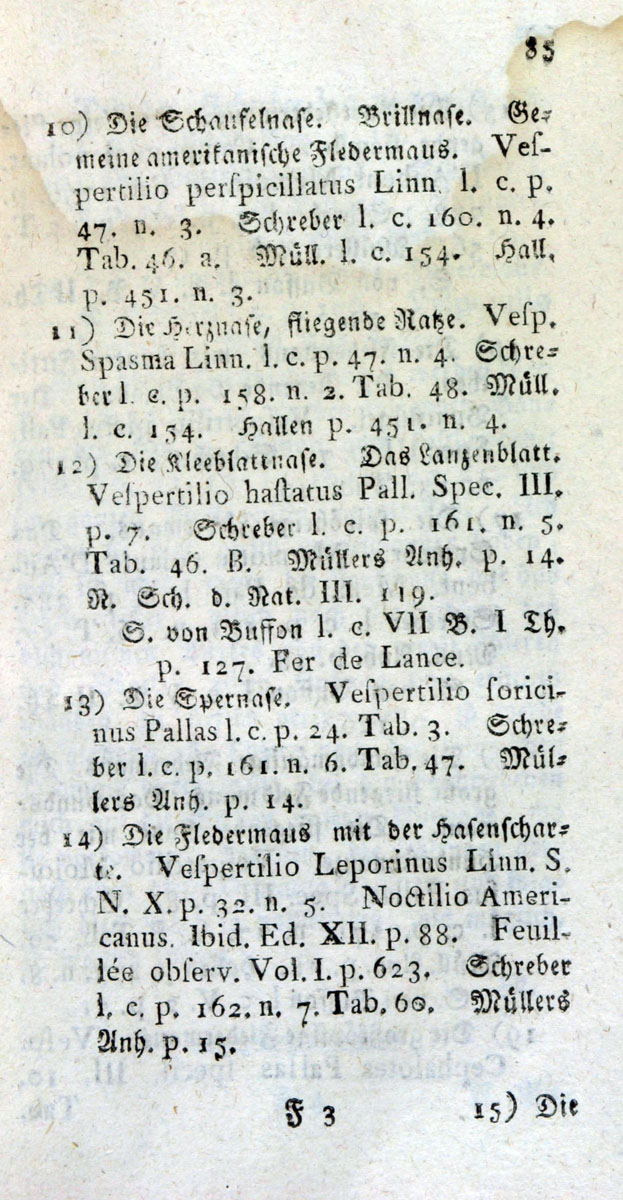 85
10) Die Schaufelnase. Brillnase. Ge-
meine amerikanische Fledermaus. Ves-
pertilio perspicillatus Linn. l. c. p.
47. n. 3. Schreber l. c. 160. n. 4.
Tab. 46. a. Müll. l. c. 154. Hall.
p. 451. n. 3.
11) Die Herznase, fliegende Ratze. Vesp.
Spasma Linn. l. c. p. 47. n. 4. Schre-
ber l. c. p. 158. n. 2. Tab. 48. Müll.
l. c. 154. Hallen p. 451. n. 4.
12) Die Kleeblattnase. Das Lanzenblatt.
Vespertilio hastatus Pall. Spec. III.
p. 7. Schreber l. c. p. 161. n. 5.
Tab. 46. B. Müllers Anh. p. 14.
N. Sch. d. Nat. III. 119.
S. von Buffon l. c. VII B. I Th.
p. 127. Fer de Lance.
13) Die Spernase. Vespertilio sorici-
nus Pallas l. c. p. 24. Tab. 3. Schre-
ber l. c. p. 161. n. 6. Tab. 47. Mül-
lers Anh. p. 14.
14) Die Fledermaus mit der Hasenschar-
te. Vespertilio Leporinus Linn. S.
N. X. p. 32. n. 5. Noctilio Ameri-
canus. Ibid. Ed. XII. p. 88. Feuil-
lée observ. Vol. I. p. 623. Schreber
l. c. p. 162. n. 7. Tab. 60. Müllers
Anh. p. 15.
F 3 15) Die